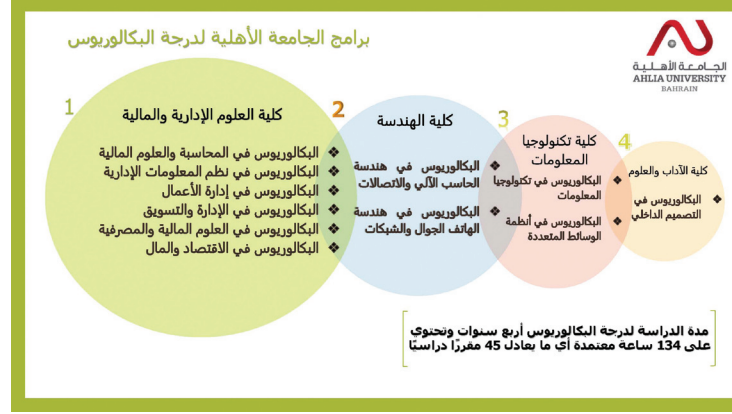 برامج الجامعة الأهلية لدرجة البكالوريوس
الجـامـعـة الأهـلـيـة
AHLIA UNIVERSITY
BAHRAIN
1
كلية العلوم الإدارية والمالية
❖ البكالوريوس في المحاسبة والعلوم المالية
❖ البكالوريوس في نظم المعلومات الإدارية
❖ البكالوريوس في إدارة الأعمال
❖ البكالوريوس في الإدارة والتسويق
❖ البكالوريوس في العلوم المالية والمصرفية
❖ البكالوريوس في الاقتصاد والمال
2
كلية الهندسة
❖ البكالوريوس في هندسة
الحاسب الآلي والاتصالات
❖ البكالوريوس في هندسة
الهاتف الجوال والشبكات
3
كلية تكنولوجيا
المعلومات
❖ البكالوريوس في تكنولوجيا
المعلومات
❖ البكالوريوس في أنظمة
الوسائط المتعددة
4
كلية الآداب والعلوم
❖ البكالوريوس في
التصميم الداخلي
مدة الدراسة لدرجة البكالوريوس أربع سنوات وتحتوي
على 134 ساعة معتمدة أي ما يعادل 45 مقررًا دراسيًا